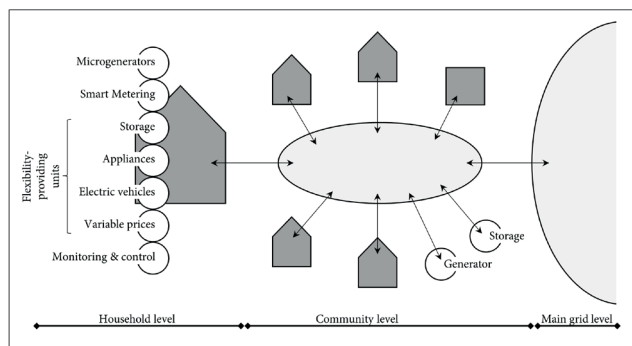 Microgenerators
Smart Metering
Storage
Appliances
Electric vehicles
Variable prices
Monitoring & control
Flexibility-
providing
units
Storage
Generator
Household level
Community level
Main grid level